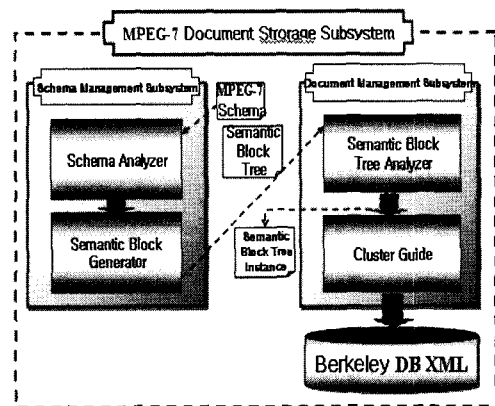 MPEG-7 Document Strorage Subsystem
Schema Management Subsystem
MPEG-7
Schema
Document Management Subsystem
Schema Analyzer
Semantic
Block
Tree
Semantic Block
Tree Analyzer
Semantic Block
Generator
Semantic
Block Tree
Instance
Cluster Guide
Berkeley DB XML